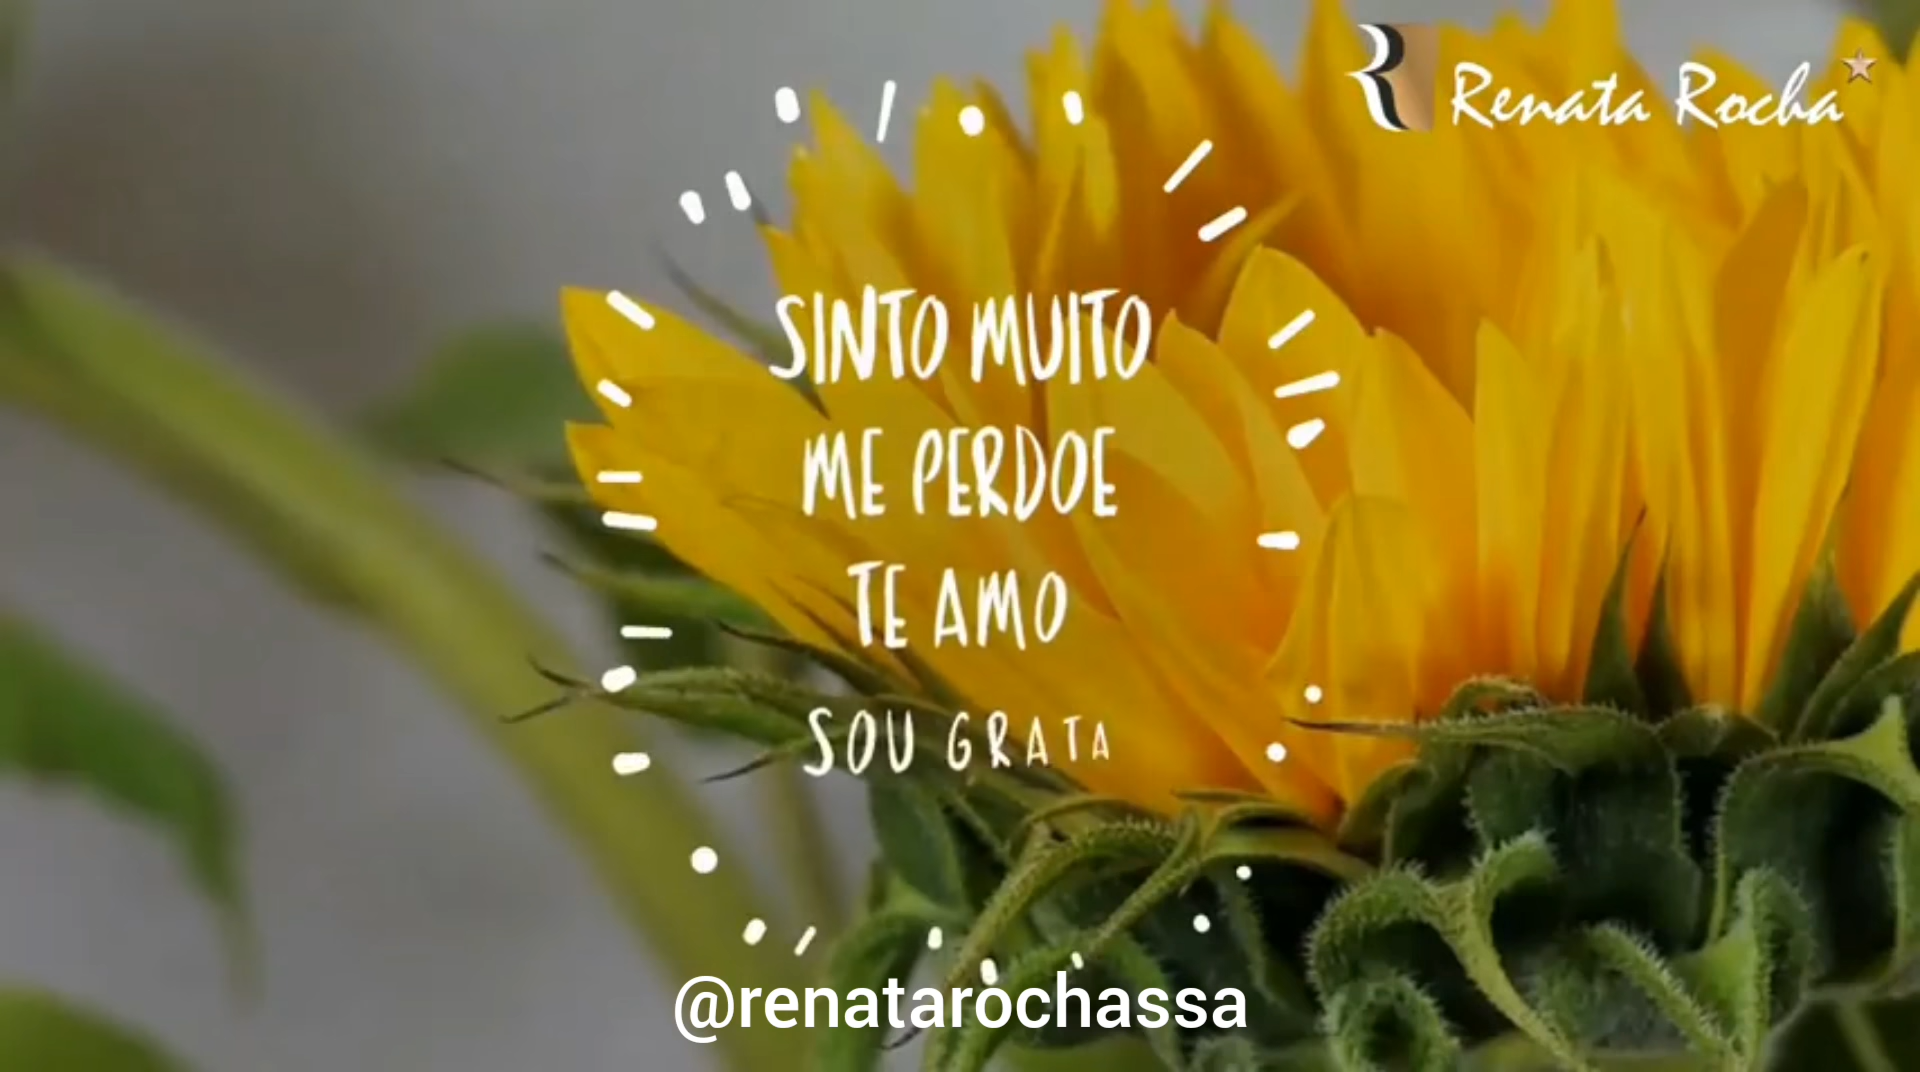 Renata Rocha
SINTO MUITO
ME PERDOE
TE AMO
SOU GRATA
@renatarochassa